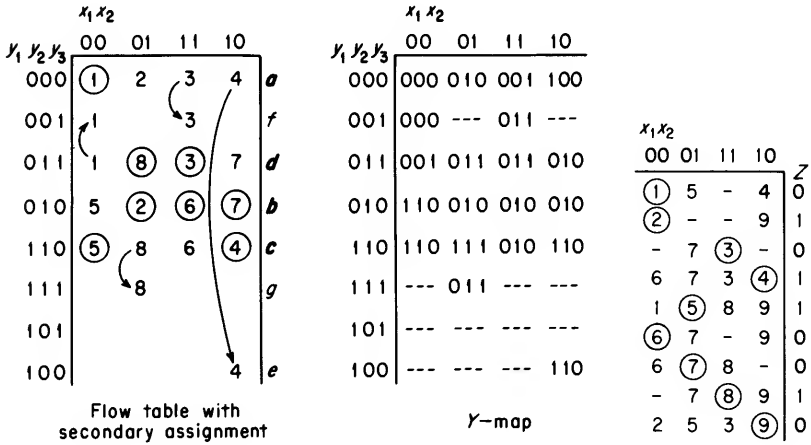 x₁x₂
y₁y₂y₃ 00 01 11 10
000 ① 2 3 4 a
001 1 3 f
011 1 ⑧ ③ 7 d
010 5 ② ⑥ ⑦ b
110 ⑤ 8 6 ④ c
111 8 g
101
100 4 e
Flow table with
secondary assignment
x₁x₂
y₁y₂y₃ 00 01 11 10
000 000 010 001 100
001 000 --- 011 ---
011 001 011 011 010
010 110 010 010 010
110 110 111 010 110
111 --- 011 --- ---
101 --- --- --- ---
100 --- --- --- 110
Y-map
x₁x₂
00 01 11 10 Z
① 5 - 4 0
② - - 9 1
- 7 ③ - 0
6 7 3 ④ 1
1 ⑤ 8 9 1
⑥ 7 - 9 0
6 ⑦ 8 - 0
- 7 ⑧ 9 1
2 5 3 ⑨ 0